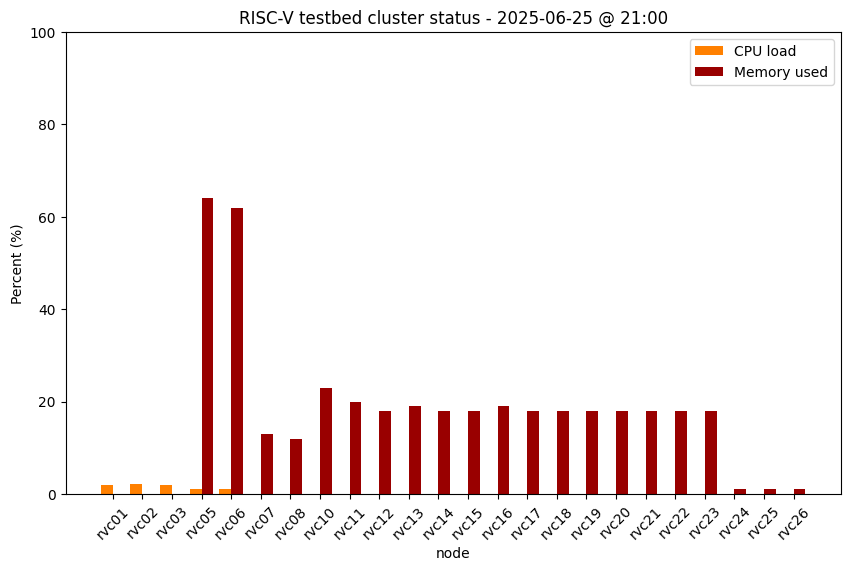 RISC-V testbed cluster status - 2025-06-25 @ 21:00
CPU load
Memory used
Percent (%)
100
80
60
40
20
0
rvc01 rvc02 rvc03 rvc05 rvc06 rvc07 rvc08 rvc10 rvc11 rvc12 rvc13 rvc14 rvc15 rvc16 rvc17 rvc18 rvc19 rvc20 rvc21 rvc22 rvc23 rvc24 rvc25 rvc26
node